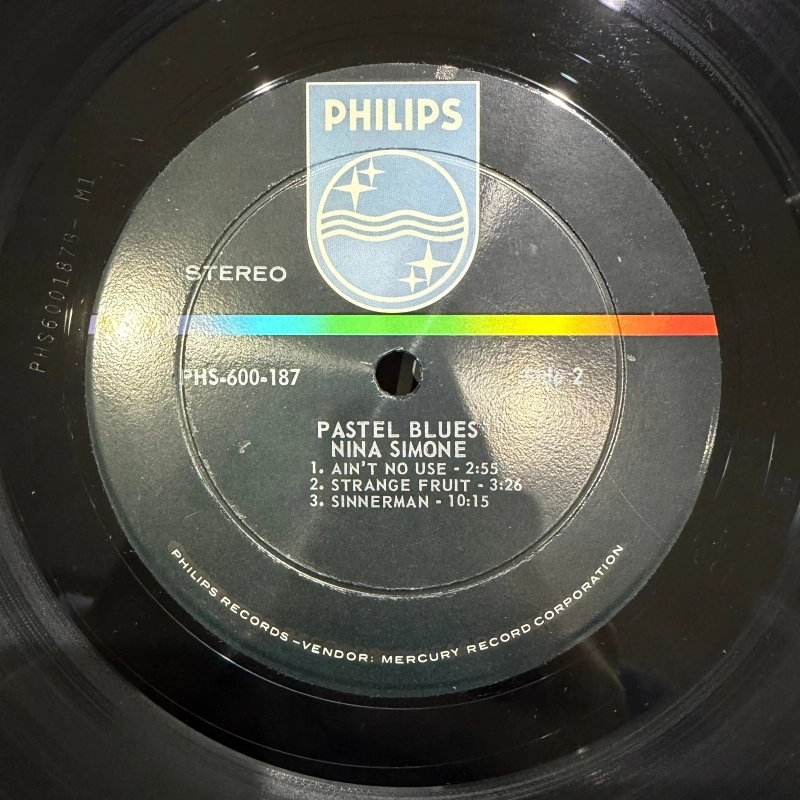 PHILIPS
STEREO
PHS-600-187
Side 2
PASTEL BLUES
NINA SIMONE
1. AIN'T NO USE - 2:55
2. STRANGE FRUIT - 3:26
3. SINNERMAN - 10:15
PHILIPS RECORDS - VENDOR: MERCURY RECORD CORPORATION
PHS600187B- M1